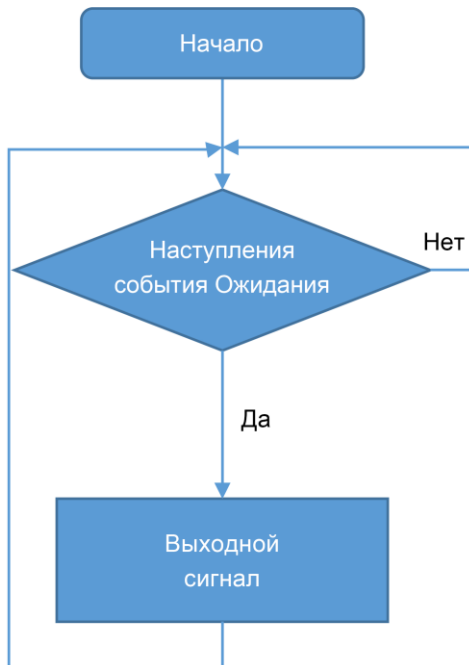 Начало
Наступления
события Ожидания
Нет
Да
Выходной
сигнал